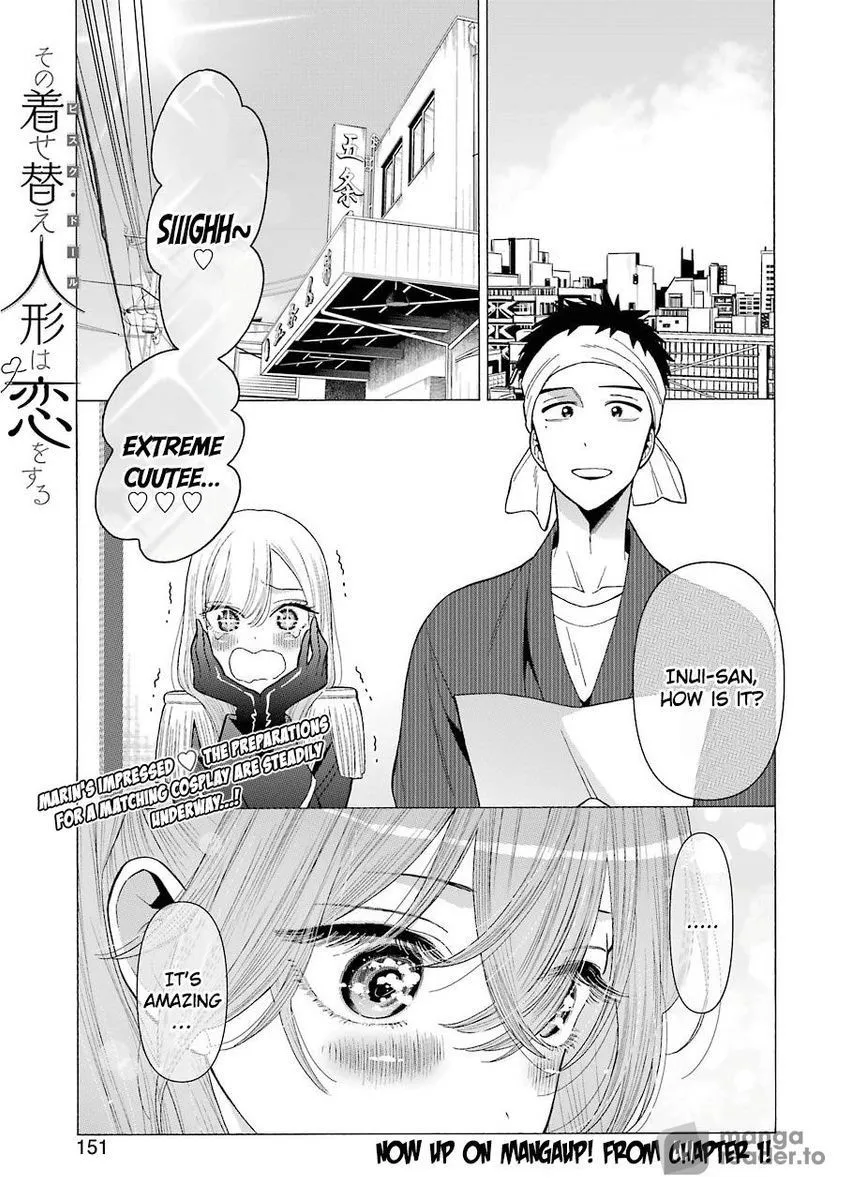 その着せ替え人形は恋をする
ビスク・ドール
五条
SIIIGHH~
♡
EXTREME
CUUTEE...
♡ ♡ ♡
INUI-SAN,
HOW IS IT?
MARIN'S IMPRESSED ♡ THE PREPARATIONS
FOR A MATCHING COSPLAY ARE STEADILY
UNDERWAY...!
.....
IT'S
AMAZING
...
151
NOW UP ON MANGAUP! FROM CHAPTER 1!
manga
reader.to